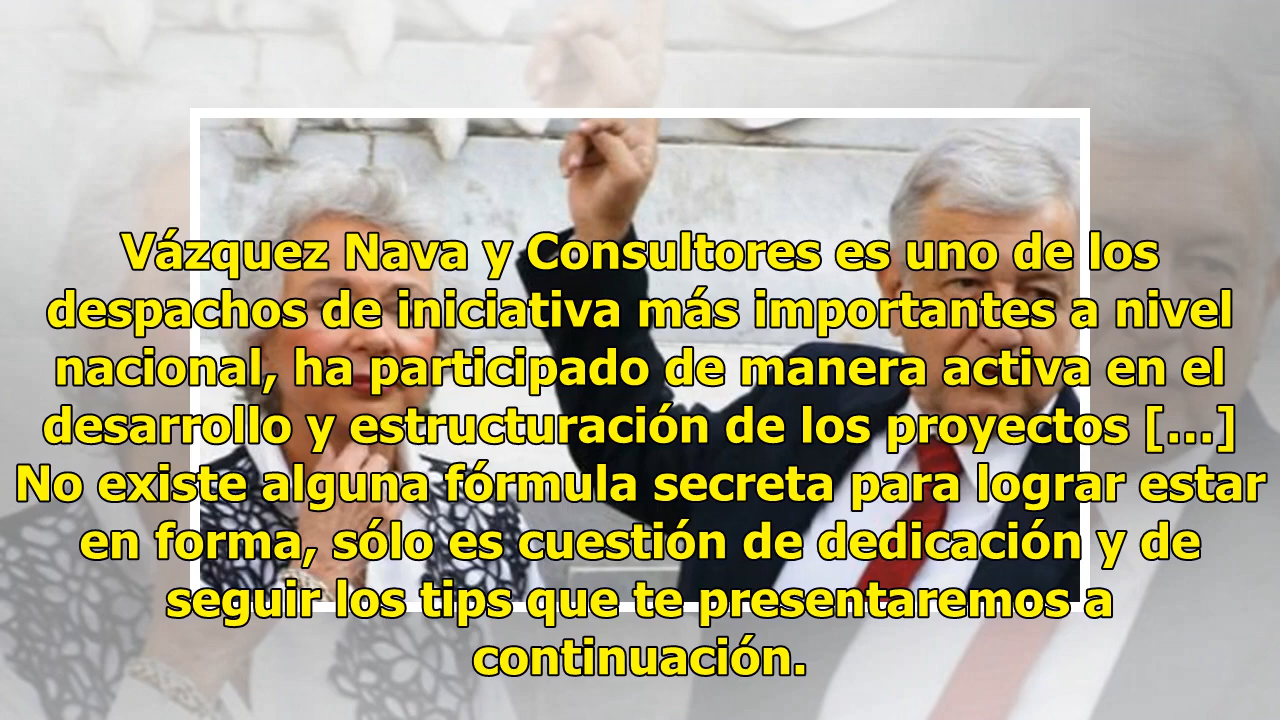 Vázquez Nava y Consultores es uno de los
despachos de iniciativa más importantes a nivel
nacional, ha participado de manera activa en el
desarrollo y estructuración de los proyectos [...]
No existe alguna fórmula secreta para lograr estar
en forma, sólo es cuestión de dedicación y de
seguir los tips que te presentaremos a
continuación.